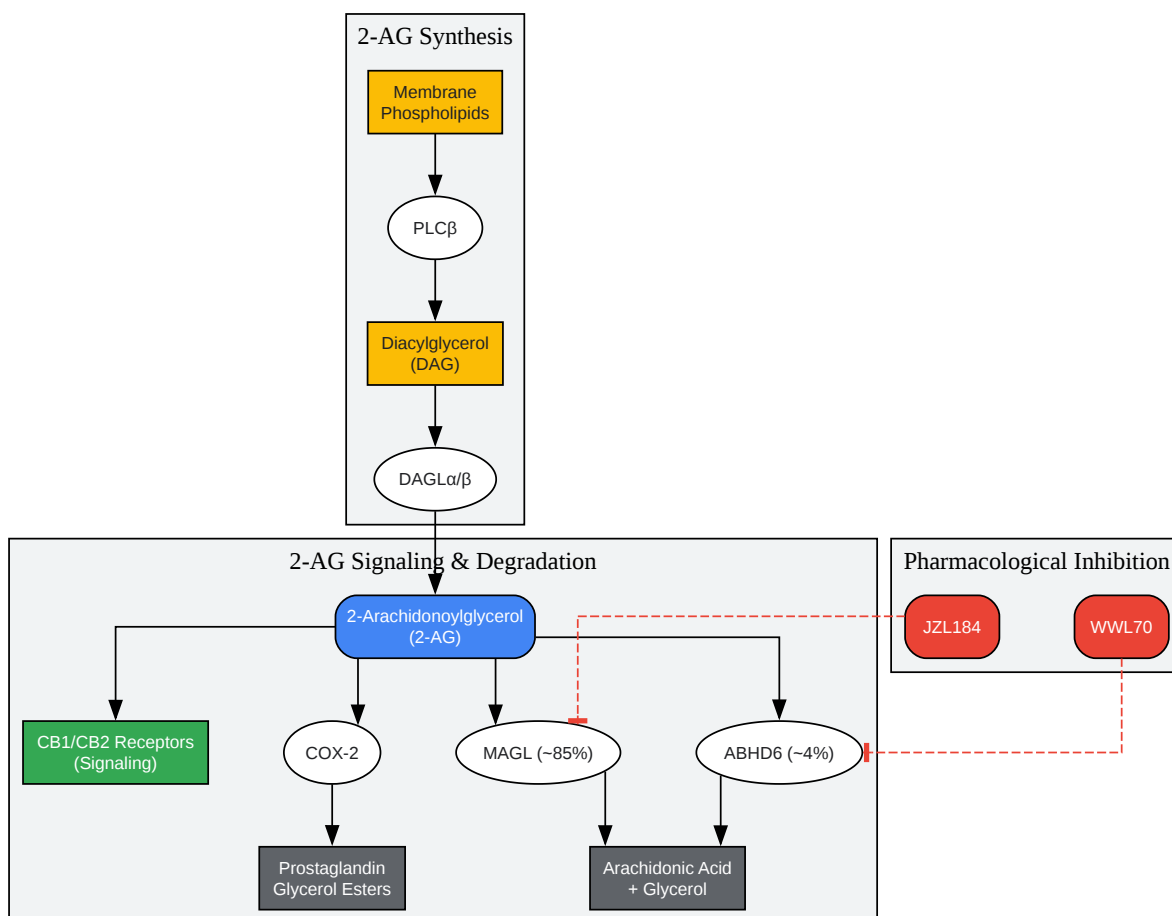 2-AG Synthesis
Membrane
Phospholipids
PLCβ
Diacylglycerol
(DAG)
DAGLα/β
2-AG Signaling & Degradation
Pharmacological Inhibition
2-Arachidonoylglycerol
(2-AG)
JZL184
WWL70
CB1/CB2 Receptors
(Signaling)
COX-2
MAGL (~85%)
ABHD6 (~4%)
Prostaglandin
Glycerol Esters
Arachidonic Acid
+ Glycerol